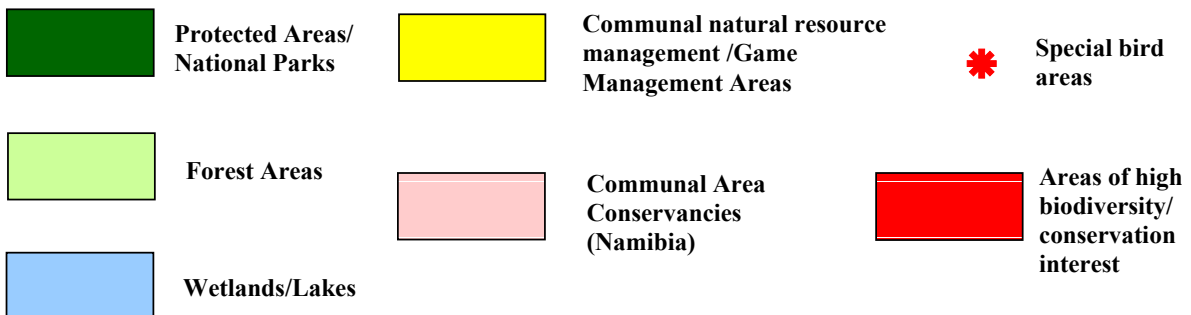 Protected Areas/
National Parks
Communal natural resource
management /Game
Management Areas
Special bird
areas
Forest Areas
Communal Area
Conservancies
(Namibia)
Areas of high
biodiversity/
conservation
interest
Wetlands/Lakes